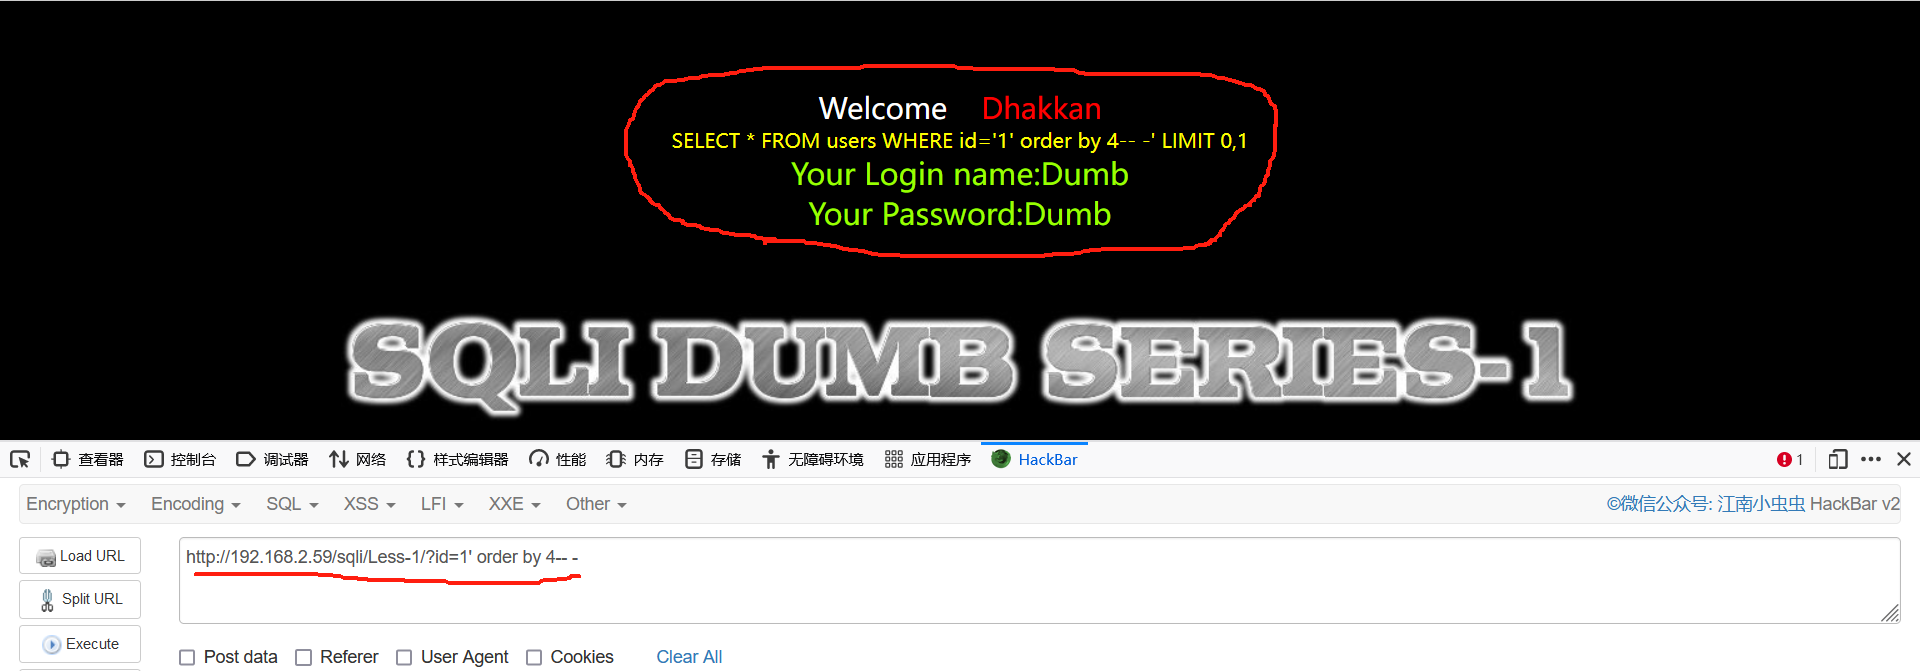 Welcome Dhakkan
SELECT * FROM users WHERE id='1' order by 4-- -' LIMIT 0,1
Your Login name:Dumb
Your Password:Dumb
SQLI DUMB SERIES-1
查看器 控制台 调试器 网络 样式编辑器 性能 内存 存储 无障碍环境 应用程序 HackBar 1
Encryption Encoding SQL XSS LFI XXE Other ©微信公众号: 江南小虫虫 HackBar v2
Load URL http://192.168.2.59/sqli/Less-1/?id=1' order by 4-- -
Split URL
Execute
Post data Referer User Agent Cookies Clear All